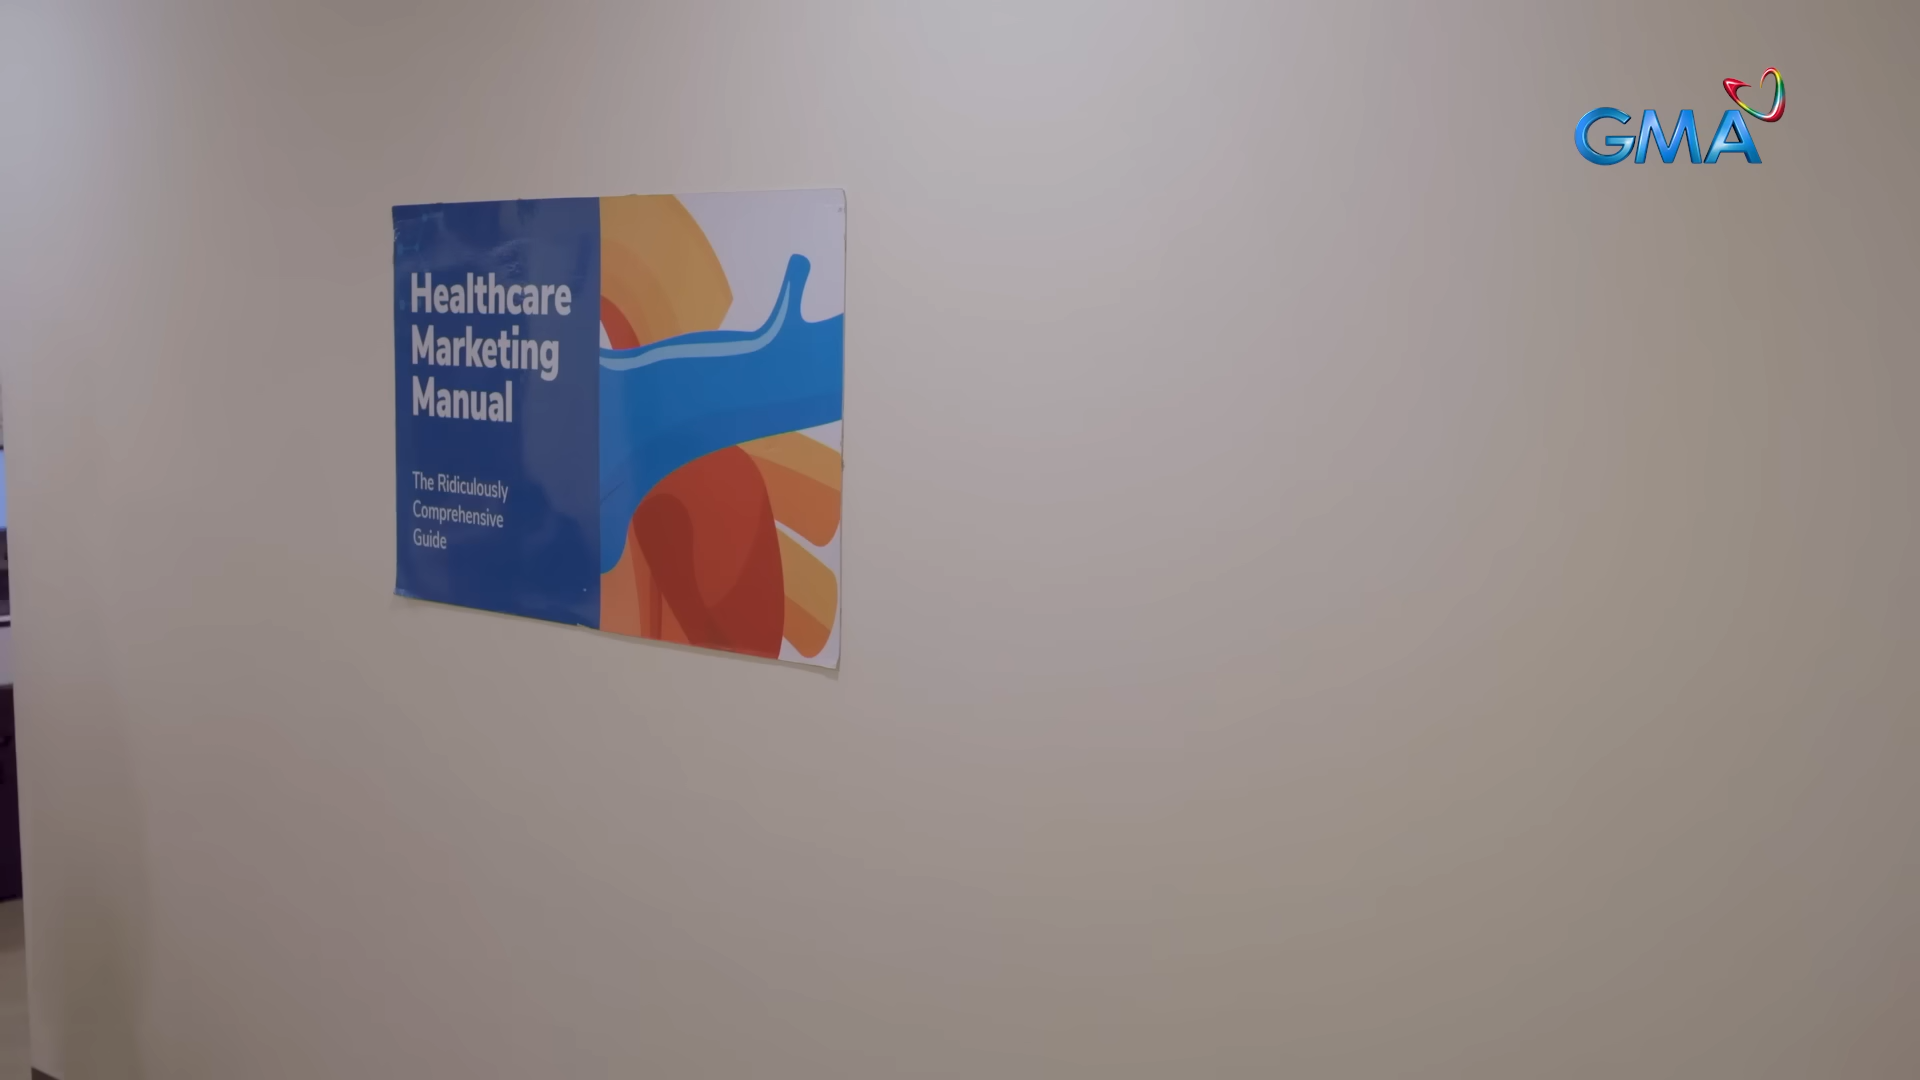 GMA
Healthcare
Marketing
Manual
The Ridiculously
Comprehensive
Guide